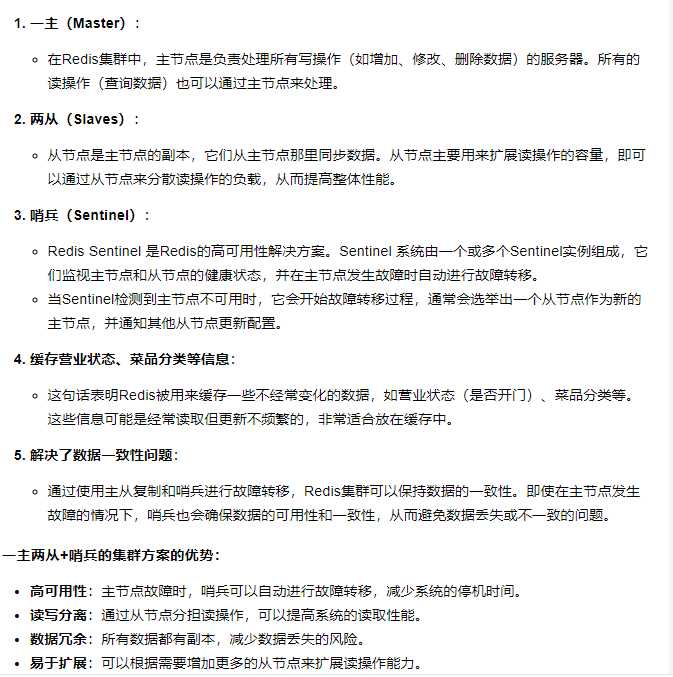 1. 一主（Master）：
在Redis集群中，主节点是负责处理所有写操作（如增加、修改、删除数据）的服务器。所有的
读操作（查询数据）也可以通过主节点来处理。
2. 两从（Slaves）：
从节点是主节点的副本，它们从主节点那里同步数据。从节点主要用来扩展读操作的容量，即可
以通过从节点来分散读操作的负载，从而提高整体性能。
3. 哨兵（Sentinel）：
Redis Sentinel 是Redis的高可用性解决方案。Sentinel 系统由一个或多个Sentinel实例组成，它
们监视主节点和从节点的健康状态，并在主节点发生故障时自动进行故障转移。
当Sentinel检测到主节点不可用时，它会开始故障转移过程，通常会选举出一个从节点作为新的
主节点，并通知其他从节点更新配置。
4. 缓存营业状态、菜品分类等信息：
这句话表明Redis被用来缓存一些不经常变化的数据，如营业状态（是否开门）、菜品分类等。
这些信息可能是经常读取但更新不频繁的，非常适合放在缓存中。
5. 解决了数据一致性问题：
通过使用主从复制和哨兵进行故障转移，Redis集群可以保持数据的一致性。即使在主节点发生
故障的情况下，哨兵也会确保数据的可用性和一致性，从而避免数据丢失或不一致的问题。
一主两从+哨兵的集群方案的优势：
高可用性：主节点故障时，哨兵可以自动进行故障转移，减少系统的停机时间。
读写分离：通过从节点分担读操作，可以提高系统的读取性能。
数据冗余：所有数据都有副本，减少数据丢失的风险。
易于扩展：可以根据需要增加更多的从节点来扩展读操作能力。